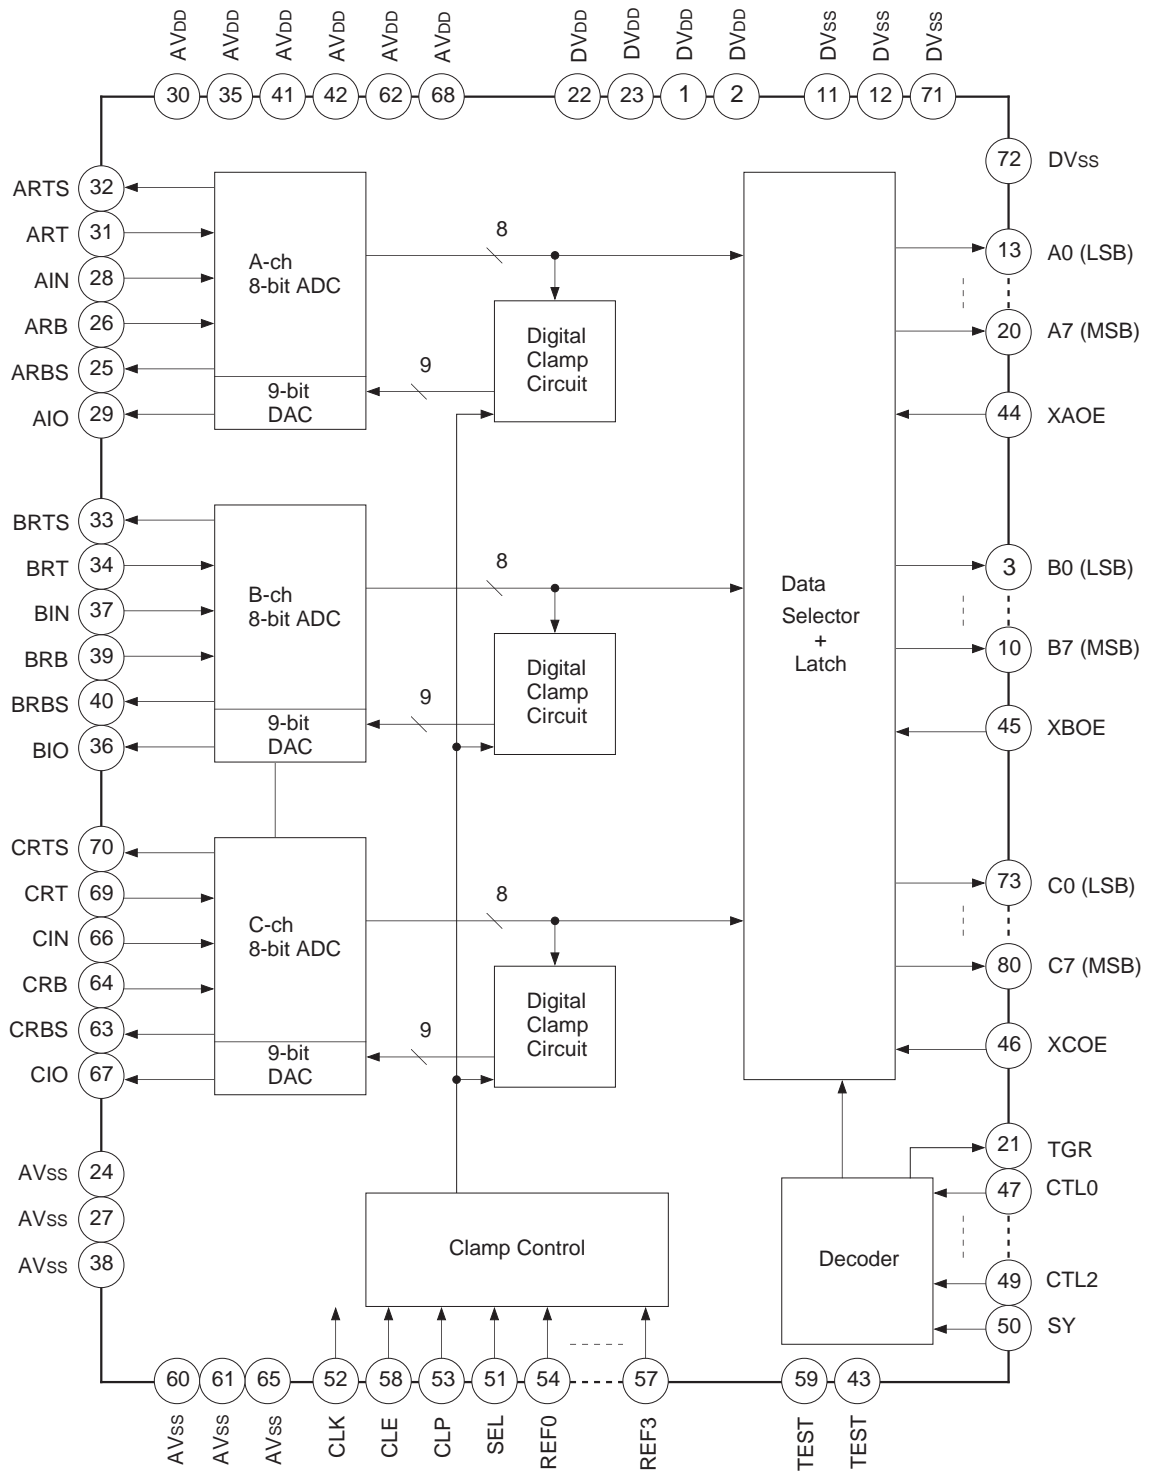 AVDD AVDD AVDD AVDD AVDD AVDD DVDD DVDD DVDD DVDD DVSS DVSS DVSS
30 35 41 42 62 68 22 23 1 2 11 12 71
72 DVSS
ARTS 32
ART 31
AIN 28
ARB 26
ARBS 25
AIO 29
A-ch
8-bit ADC
9-bit
DAC
8
9
Digital
Clamp
Circuit
13 A0 (LSB)
20 A7 (MSB)
44 XAOE
BRTS 33
BRT 34
BIN 37
BRB 39
BRBS 40
BIO 36
B-ch
8-bit ADC
9-bit
DAC
8
9
Digital
Clamp
Circuit
Data
Selector
+
Latch
3 B0 (LSB)
10 B7 (MSB)
45 XBOE
CRTS 70
CRT 69
CIN 66
CRB 64
CRBS 63
CIO 67
C-ch
8-bit ADC
9-bit
DAC
8
9
Digital
Clamp
Circuit
73 C0 (LSB)
80 C7 (MSB)
46 XCOE
AVSS 24
AVSS 27
AVSS 38
Clamp Control
Decoder
21 TGR
47 CTL0
49 CTL2
50 SY
60 61 65 52 58 53 51 54 57 59 43
AVSS AVSS AVSS CLK CLE CLP SEL REF0 REF3 TEST TEST